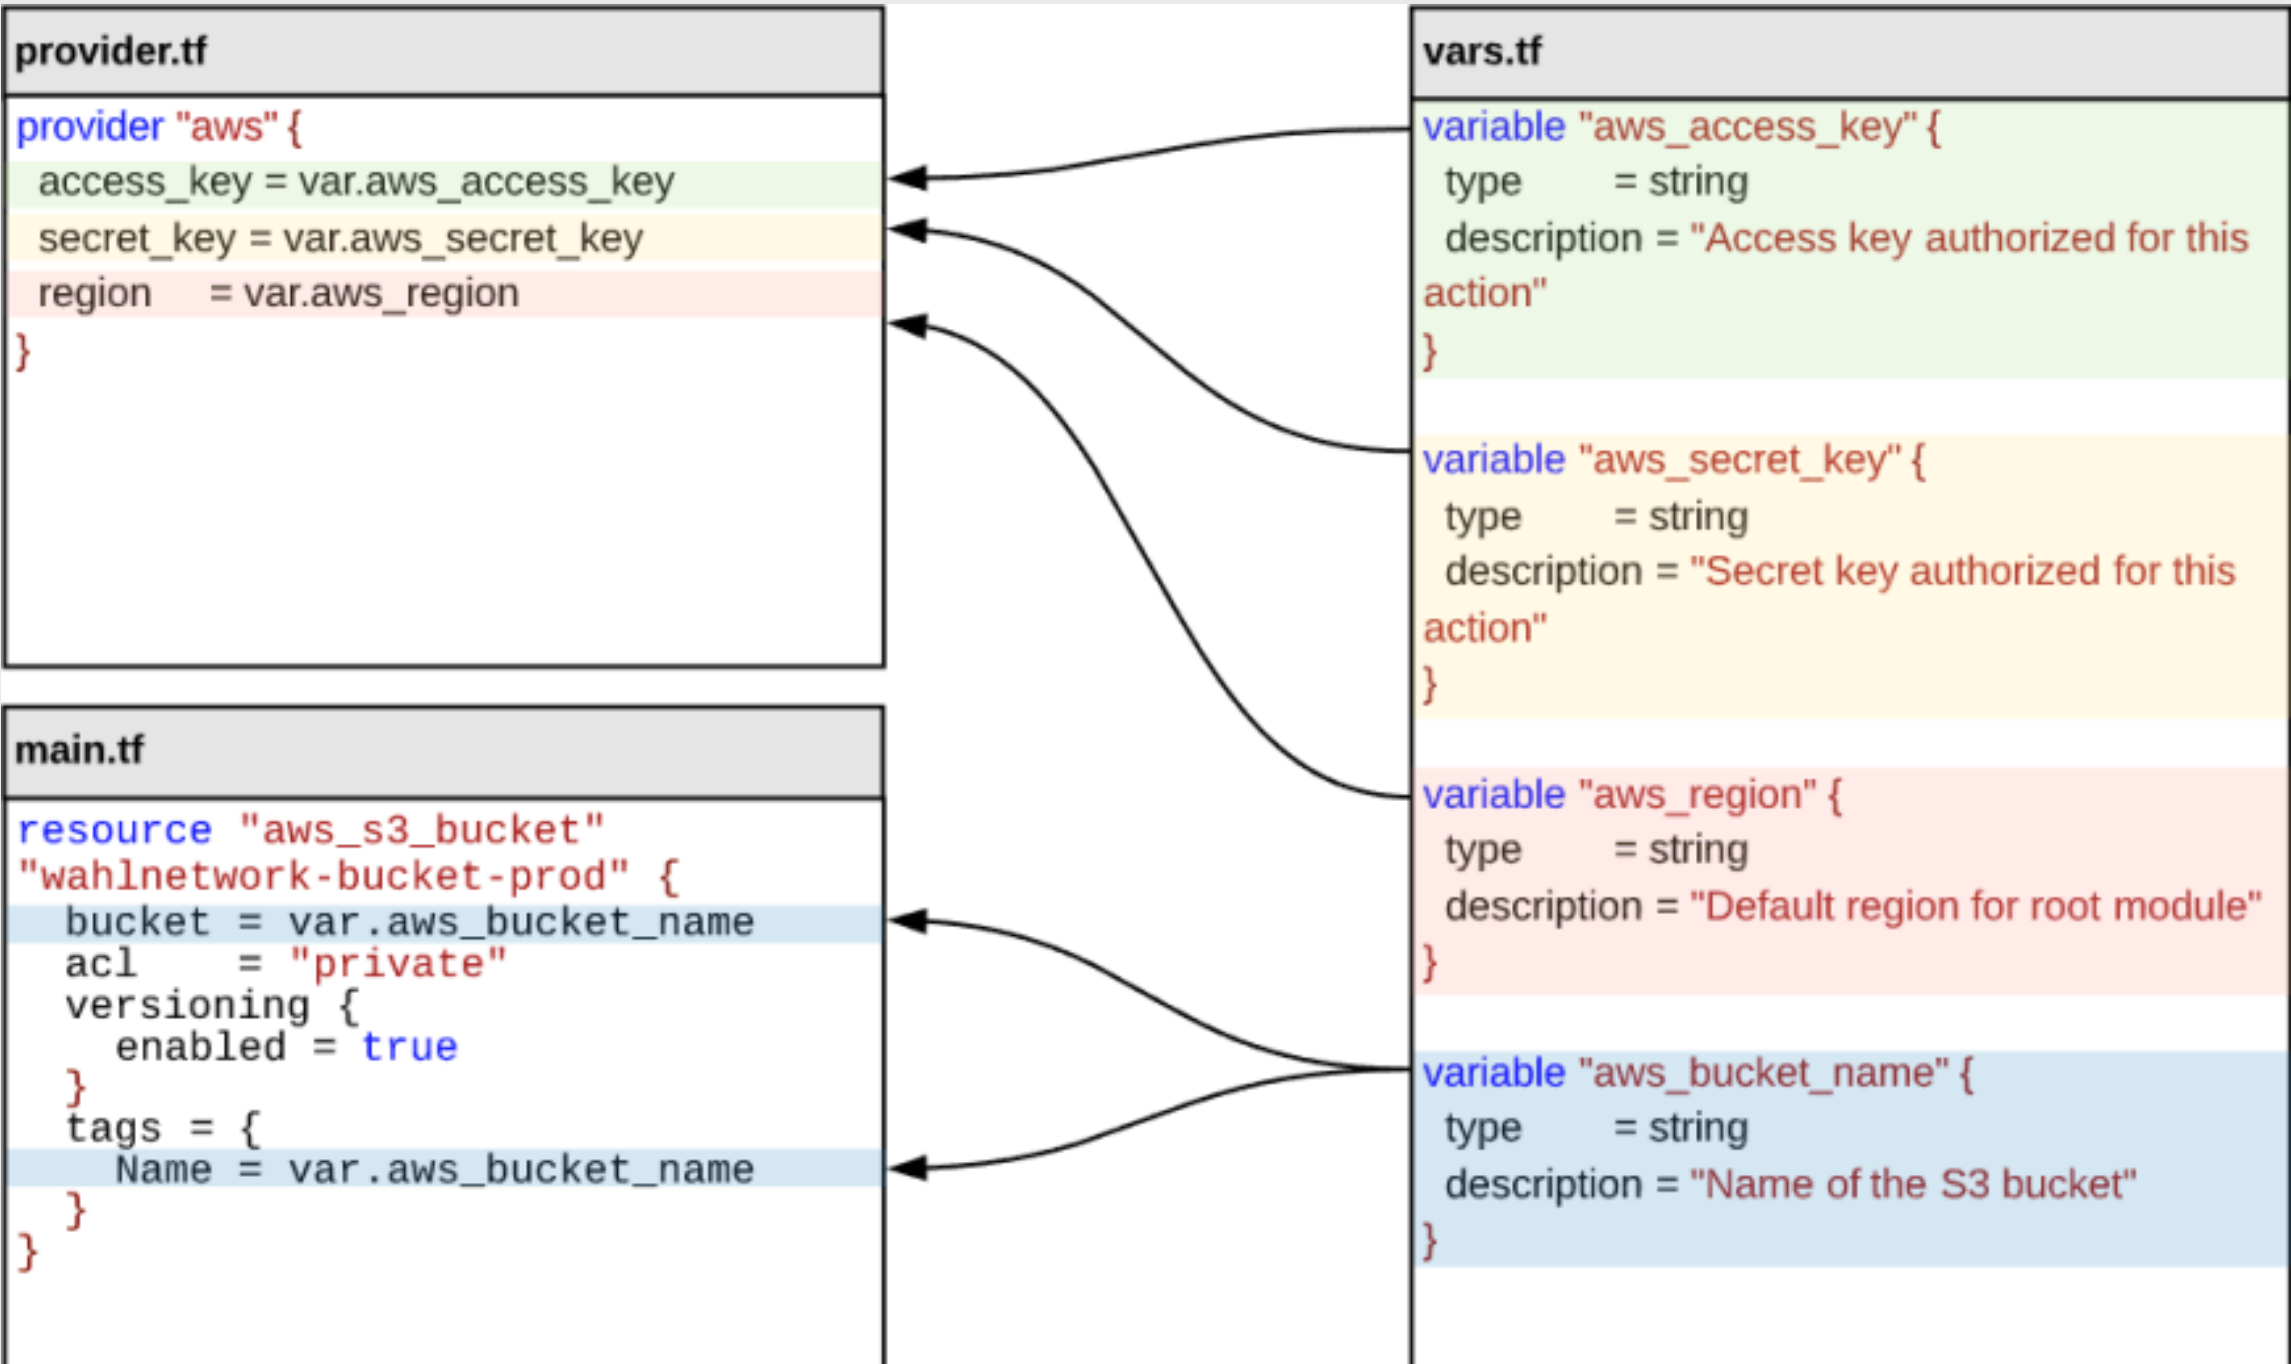 provider.tf
provider "aws" {
  access_key = var.aws_access_key
  secret_key = var.aws_secret_key
  region     = var.aws_region
}
main.tf
resource "aws_s3_bucket"
"wahlnetwork-bucket-prod" {
  bucket = var.aws_bucket_name
  acl    = "private"
  versioning {
    enabled = true
  }
  tags = {
    Name = var.aws_bucket_name
  }
}
vars.tf
variable "aws_access_key" {
  type        = string
  description = "Access key authorized for this
action"
}
variable "aws_secret_key" {
  type        = string
  description = "Secret key authorized for this
action"
}
variable "aws_region" {
  type        = string
  description = "Default region for root module"
}
variable "aws_bucket_name" {
  type        = string
  description = "Name of the S3 bucket"
}